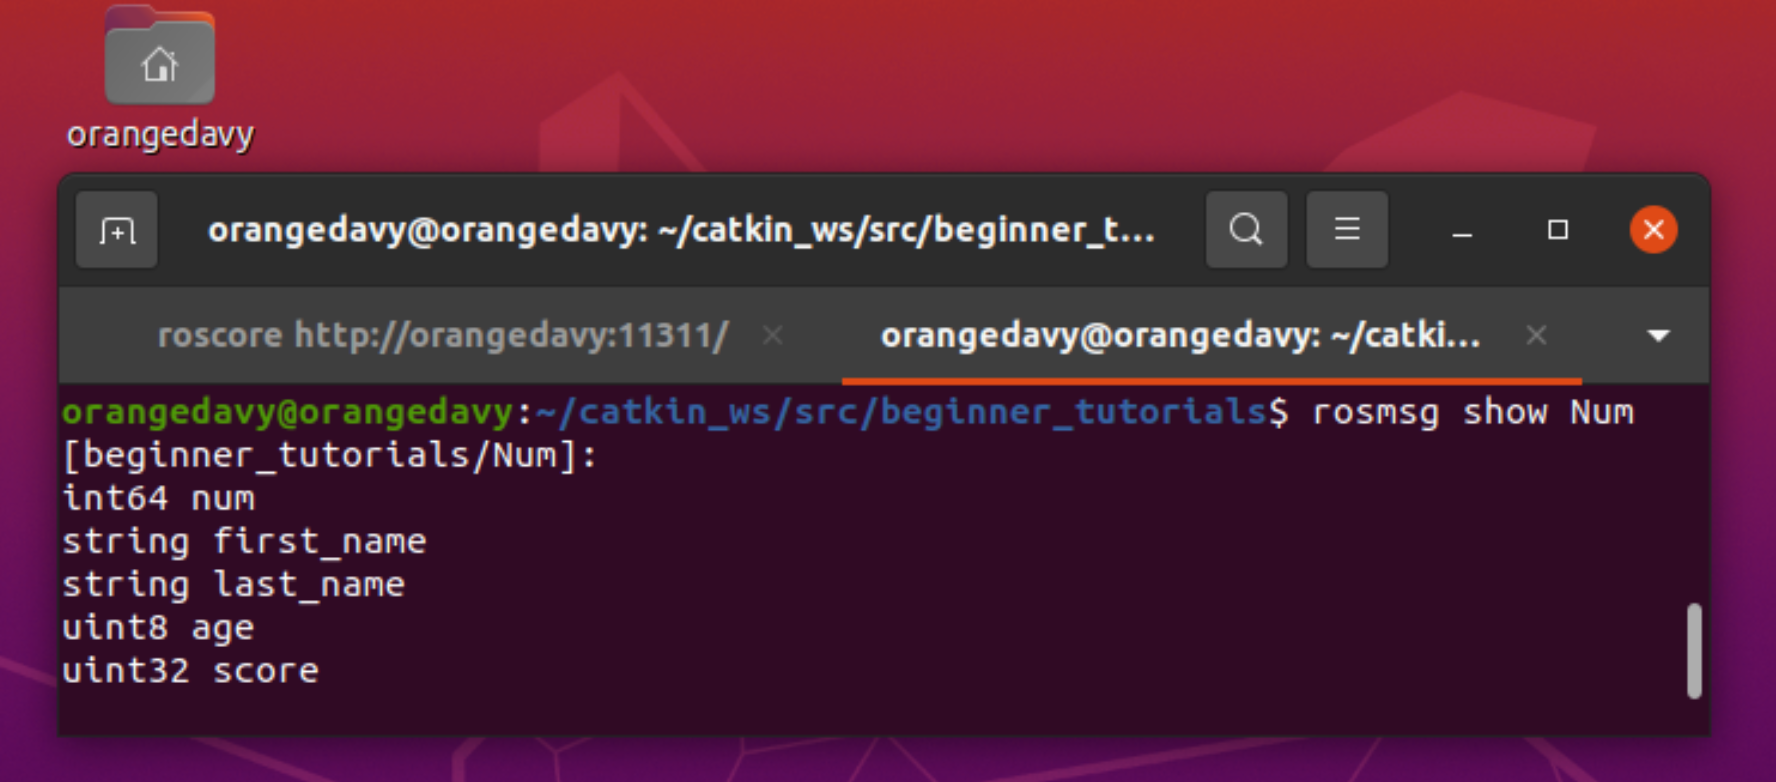 orangedavy
orangedavy@orangedavy: ~/catkin_ws/src/beginner_t...
roscore http://orangedavy:11311/
orangedavy@orangedavy: ~/catki...
orangedavy@orangedavy:~/catkin_ws/src/beginner_tutorials$ rosmsg show Num
[beginner_tutorials/Num]:
int64 num
string first_name
string last_name
uint8 age
uint32 score